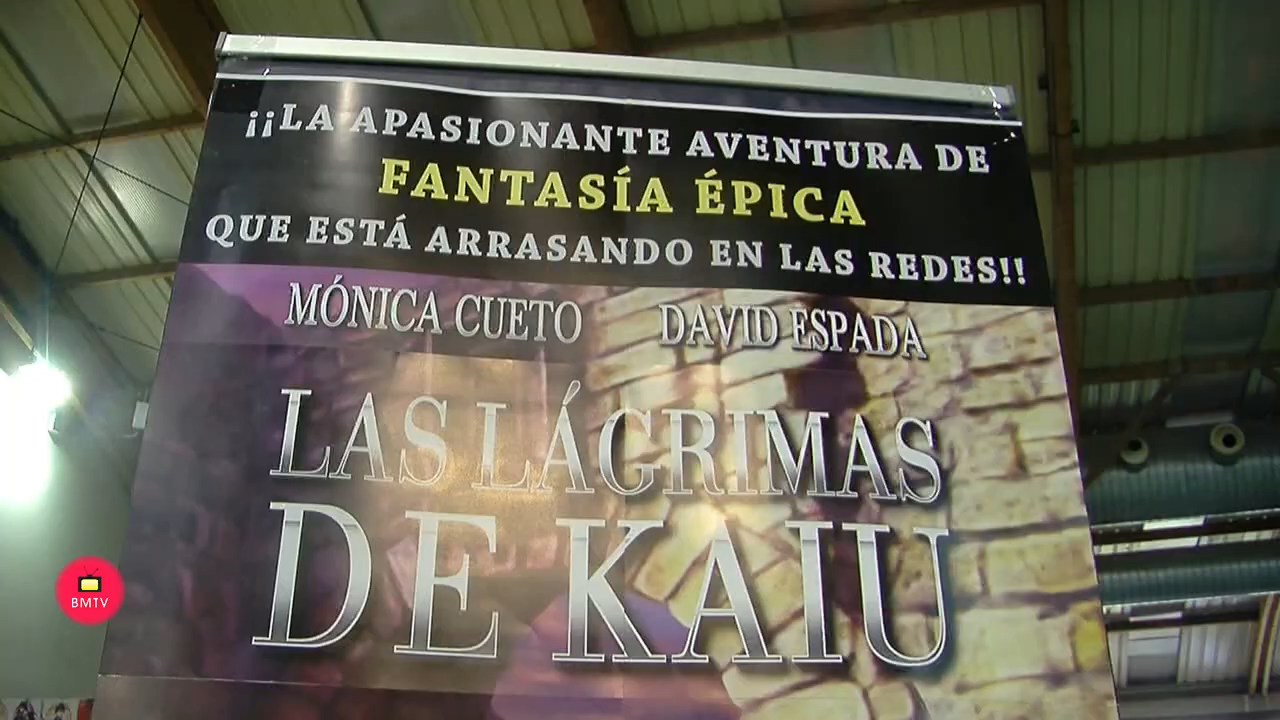 ¡¡LA APASIONANTE AVENTURA DE
FANTASÍA ÉPICA
QUE ESTÁ ARRASANDO EN LAS REDES!!
MÓNICA CUETO DAVID ESPADA
LAS LÁGRIMAS
DE KAIU
BMTV